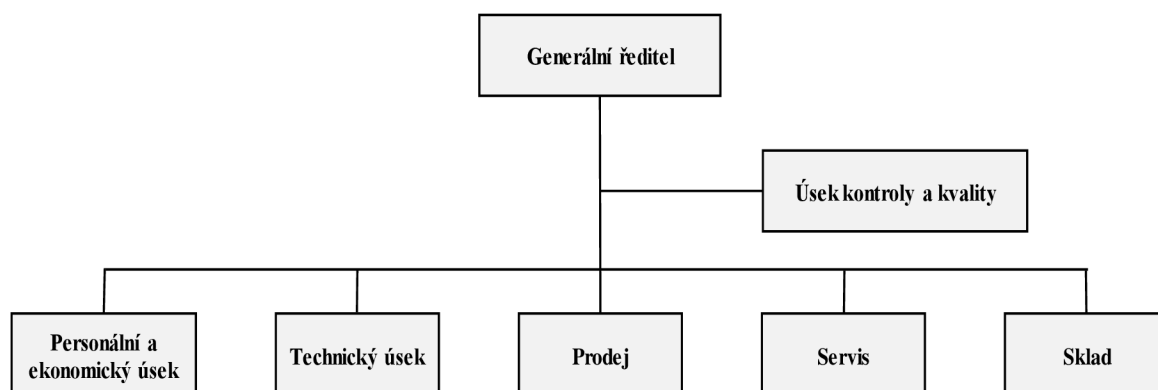 Generální ředitel
Úsek kontroly a kvality
Personální a
ekonomický úsek
Technický úsek
Prodej
Servis
Sklad